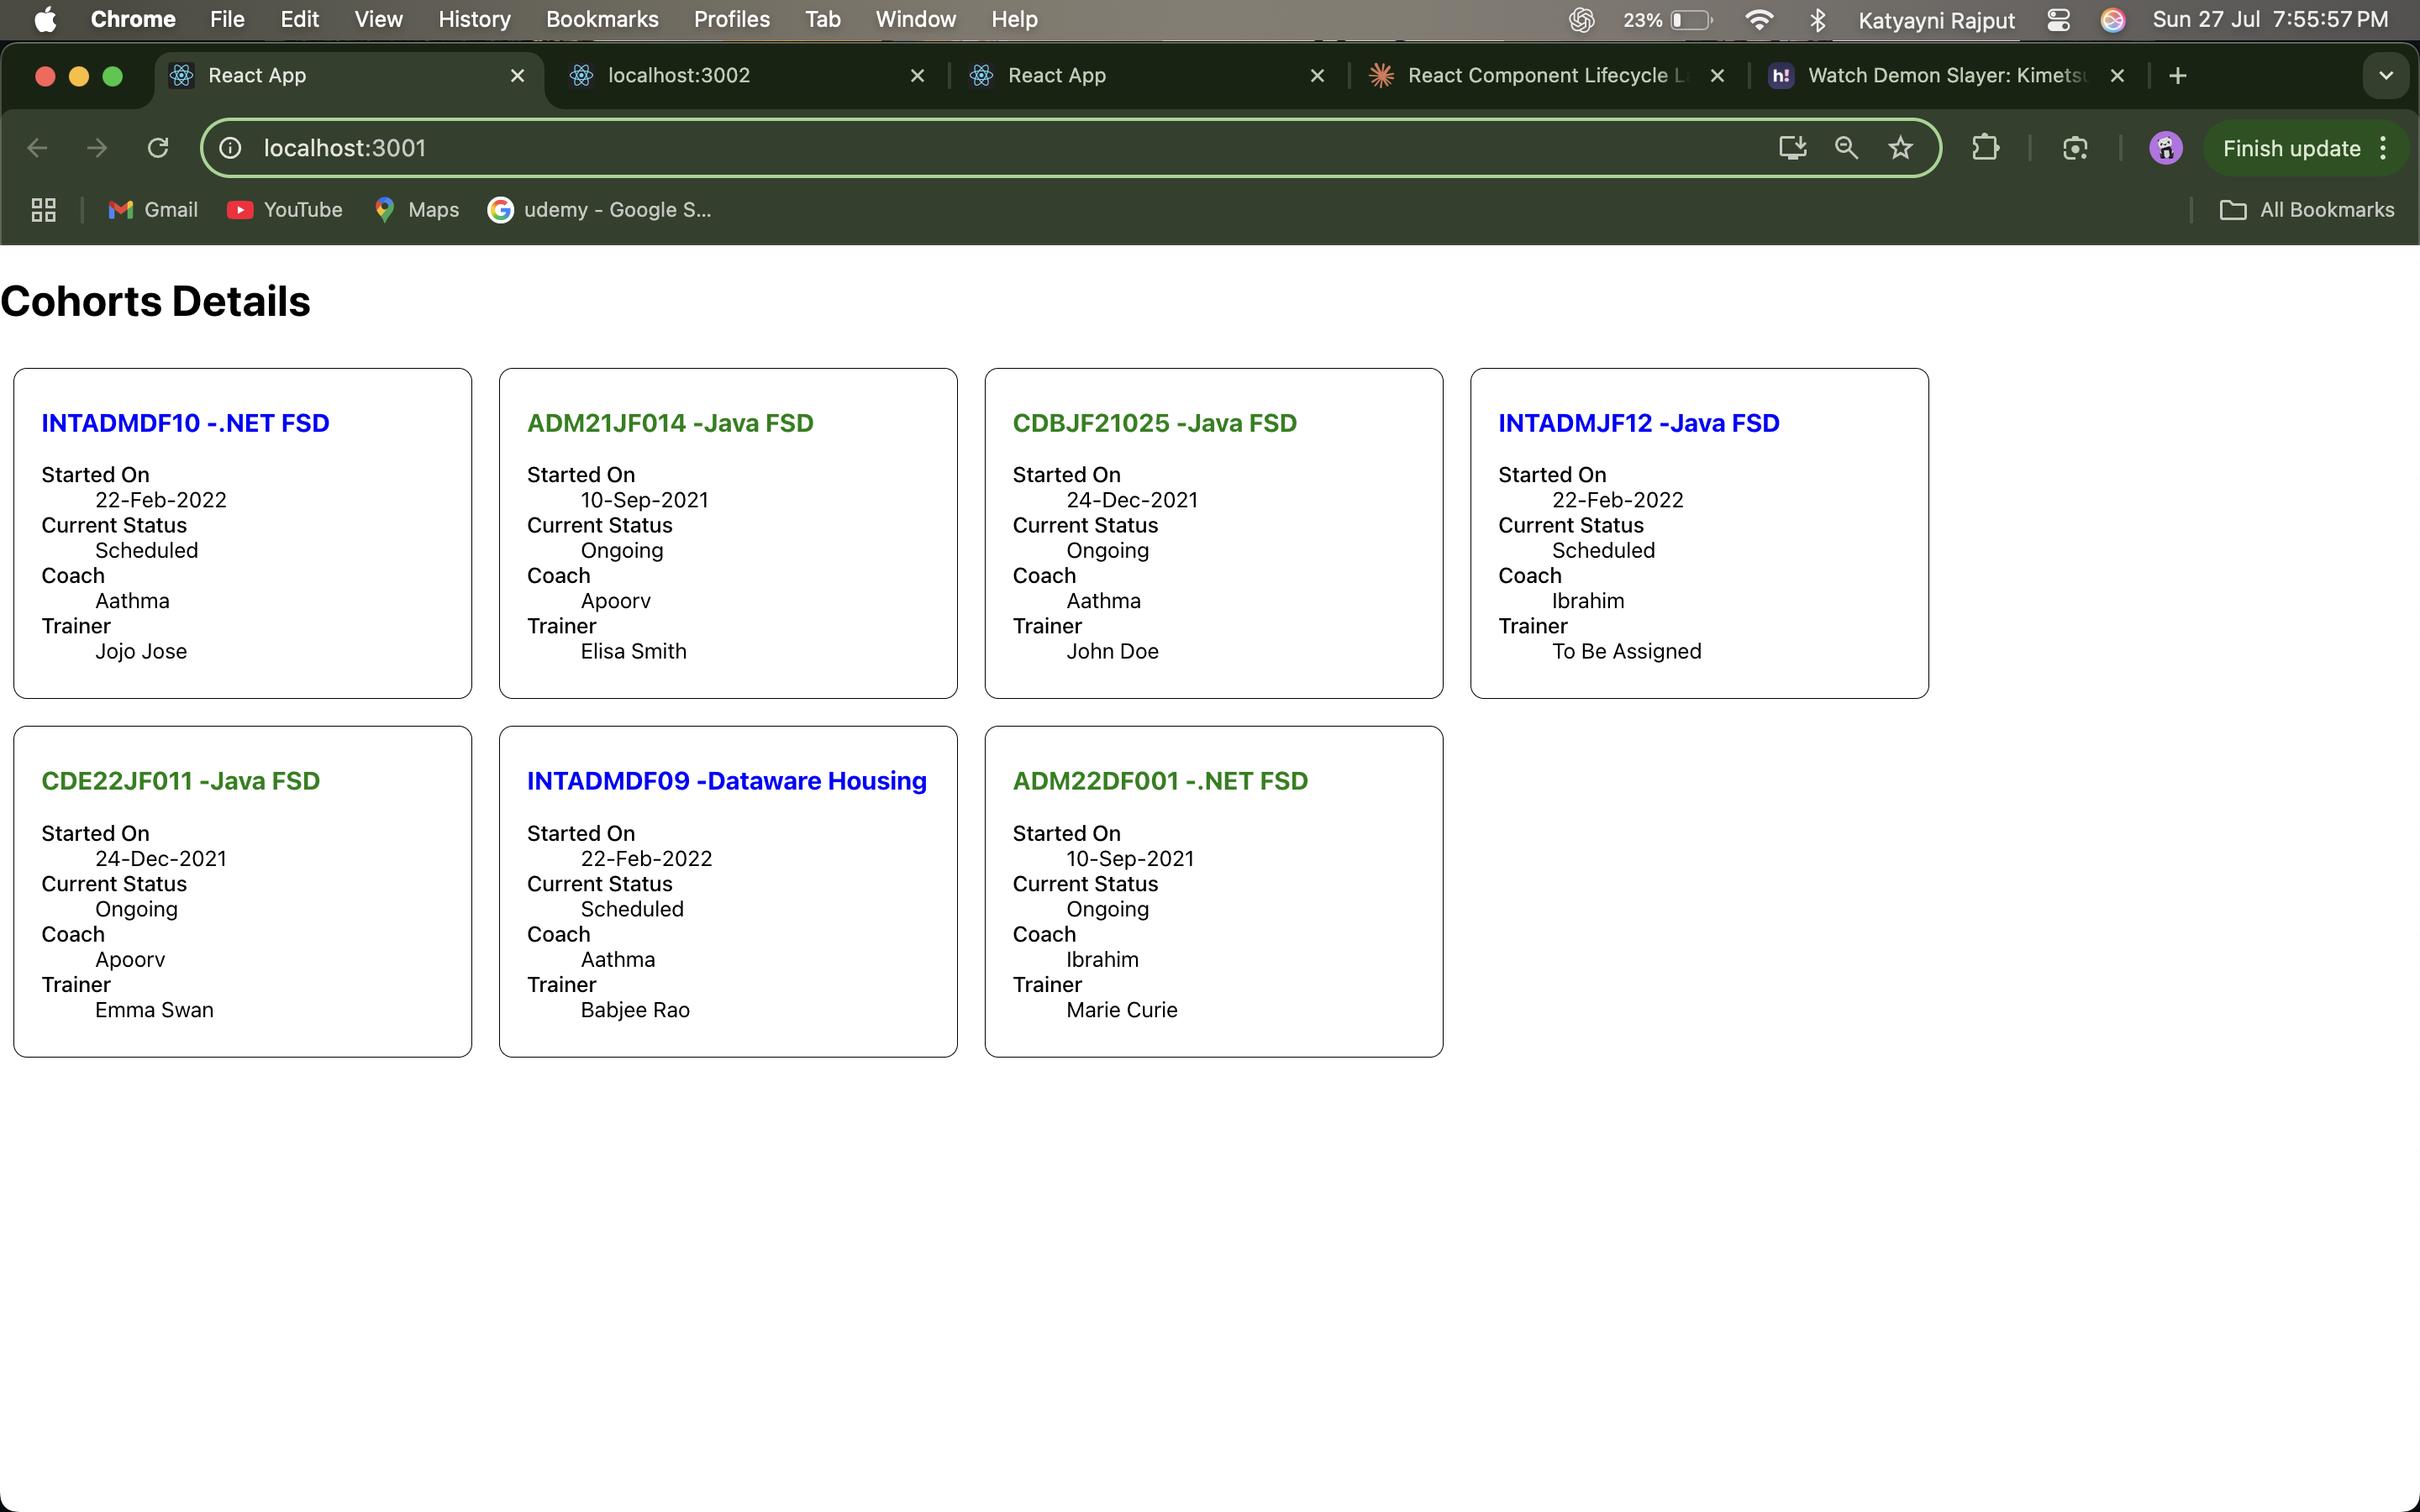 Chrome File Edit View History Bookmarks Profiles Tab Window Help 23% Katyayni Rajput Sun 27 Jul 7:55:57 PM
React App localhost:3002 React App React Component Lifecycle L h! Watch Demon Slayer: Kimets
localhost:3001 Finish update
Gmail YouTube Maps udemy - Google S... All Bookmarks
Cohorts Details
INTADMDF10 -.NET FSD
Started On
22-Feb-2022
Current Status
Scheduled
Coach
Aathma
Trainer
Jojo Jose
ADM21JF014 -Java FSD
Started On
10-Sep-2021
Current Status
Ongoing
Coach
Apoorv
Trainer
Elisa Smith
CDBJF21025 -Java FSD
Started On
24-Dec-2021
Current Status
Ongoing
Coach
Aathma
Trainer
John Doe
INTADMJF12 -Java FSD
Started On
22-Feb-2022
Current Status
Scheduled
Coach
Ibrahim
Trainer
To Be Assigned
CDE22JF011 -Java FSD
Started On
24-Dec-2021
Current Status
Ongoing
Coach
Apoorv
Trainer
Emma Swan
INTADMDF09 -Dataware Housing
Started On
22-Feb-2022
Current Status
Scheduled
Coach
Aathma
Trainer
Babjee Rao
ADM22DF001 -.NET FSD
Started On
10-Sep-2021
Current Status
Ongoing
Coach
Ibrahim
Trainer
Marie Curie